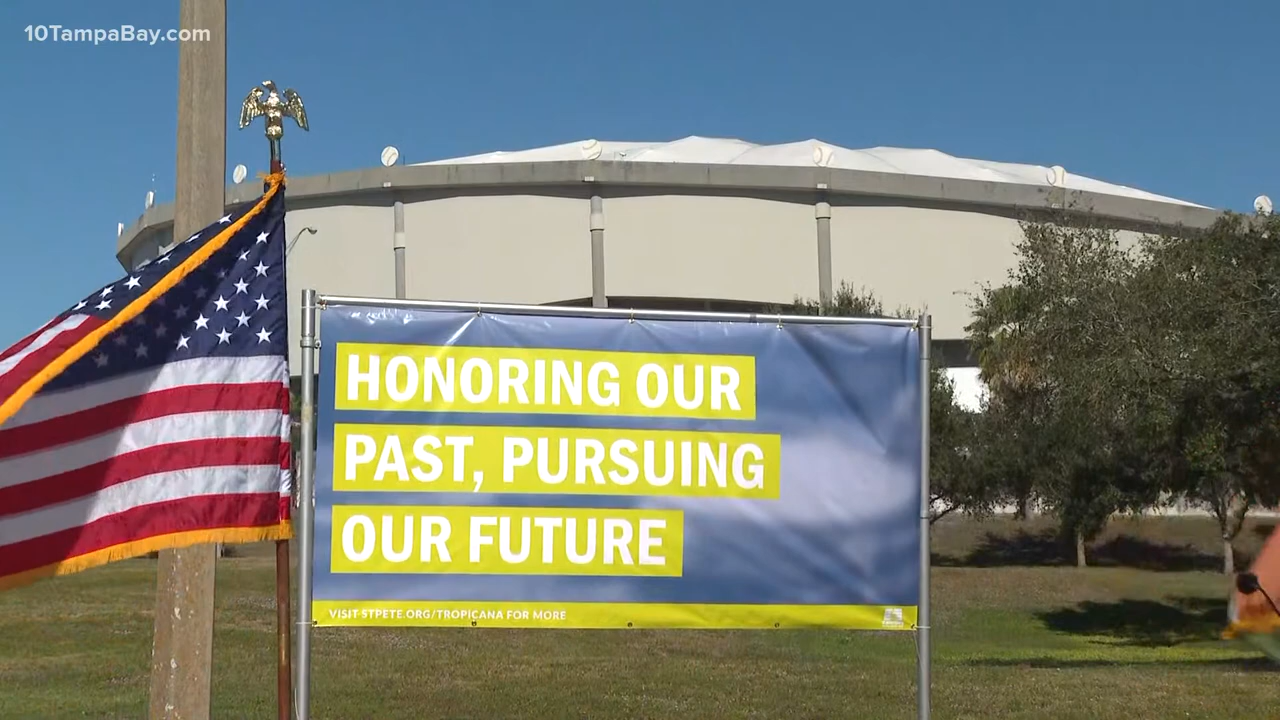 10TampaBay.com
HONORING OUR
PAST, PURSUING
OUR FUTURE
VISIT STPETE.ORG/TROPICANA FOR MORE